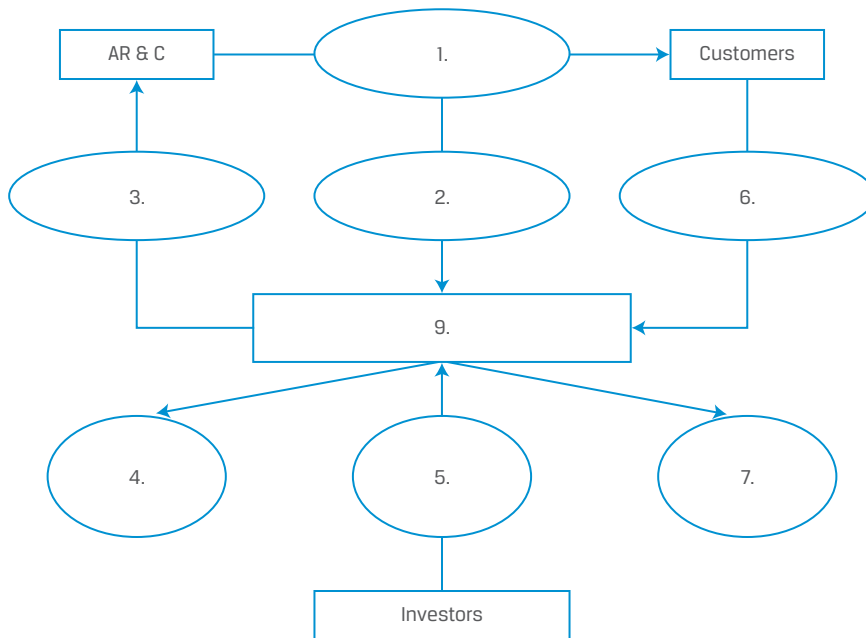 AR & C
1.
Customers
3.
2.
6.
9.
4.
5.
7.
Investors